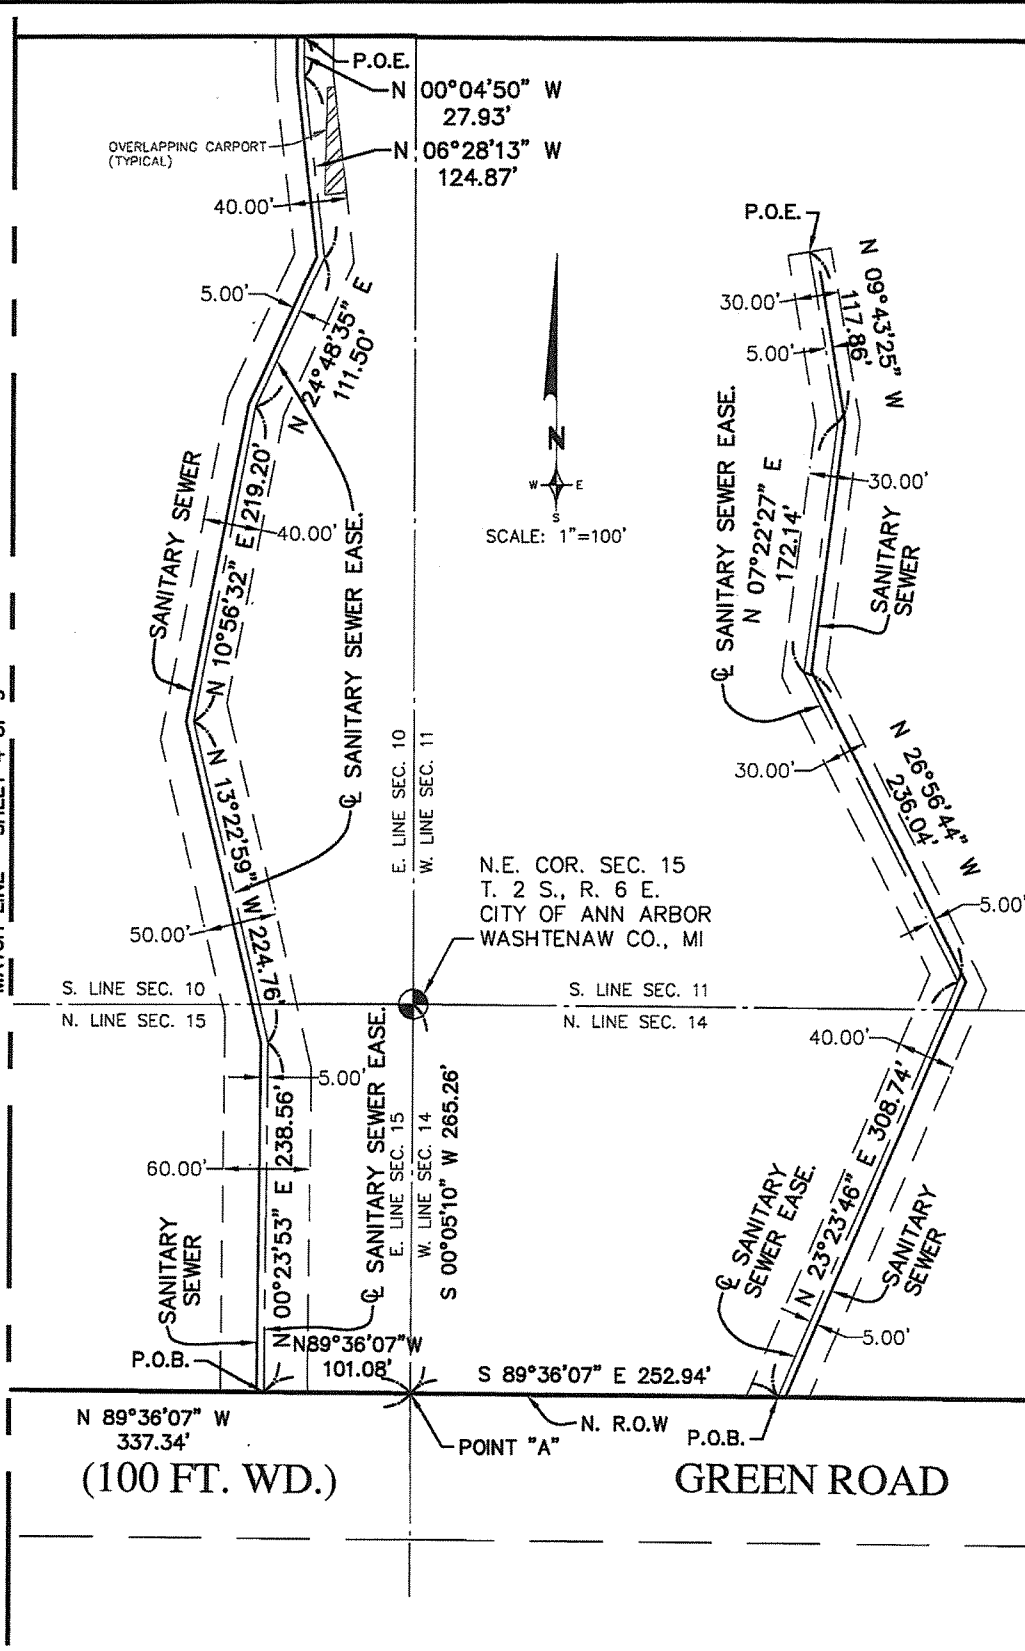 P.O.E.
N 00°04'50" W
27.93'
OVERLAPPING CARPORT
(TYPICAL)
N 06°28'13" W
124.87'
40.00'
5.00'
N 24°48'35" E
111.50'
SANITARY SEWER
N 10°56'32" E 219.20'
40.00'
℄ SANITARY SEWER EASE.
N 13°22'59" W 224.76'
50.00'
N
W E
S
SCALE: 1"=100'
P.O.E.
N 09°43'25" W
117.86'
30.00'
5.00'
℄ SANITARY SEWER EASE.
N 07°22'27" E
172.14'
30.00'
SANITARY
SEWER
30.00'
N 26°56'44" W
236.04'
5.00'
E. LINE SEC. 10
W. LINE SEC. 11
N.E. COR. SEC. 15
T. 2 S., R. 6 E.
CITY OF ANN ARBOR
WASHTENAW CO., MI
S. LINE SEC. 10
N. LINE SEC. 15
S. LINE SEC. 11
N. LINE SEC. 14
5.00'
60.00'
SANITARY
SEWER
N 00°23'53" E 238.56'
℄ SANITARY SEWER EASE.
E. LINE SEC. 15
W. LINE SEC. 14
S 00°05'10" W 265.26'
40.00'
N 23°23'46" E 308.74'
℄ SANITARY
SEWER EASE.
SANITARY
SEWER
5.00'
P.O.B.
N89°36'07"W
101.08'
S 89°36'07" E 252.94'
N 89°36'07" W
337.34'
POINT "A"
N. R.O.W
P.O.B.
(100 FT. WD.)
GREEN ROAD